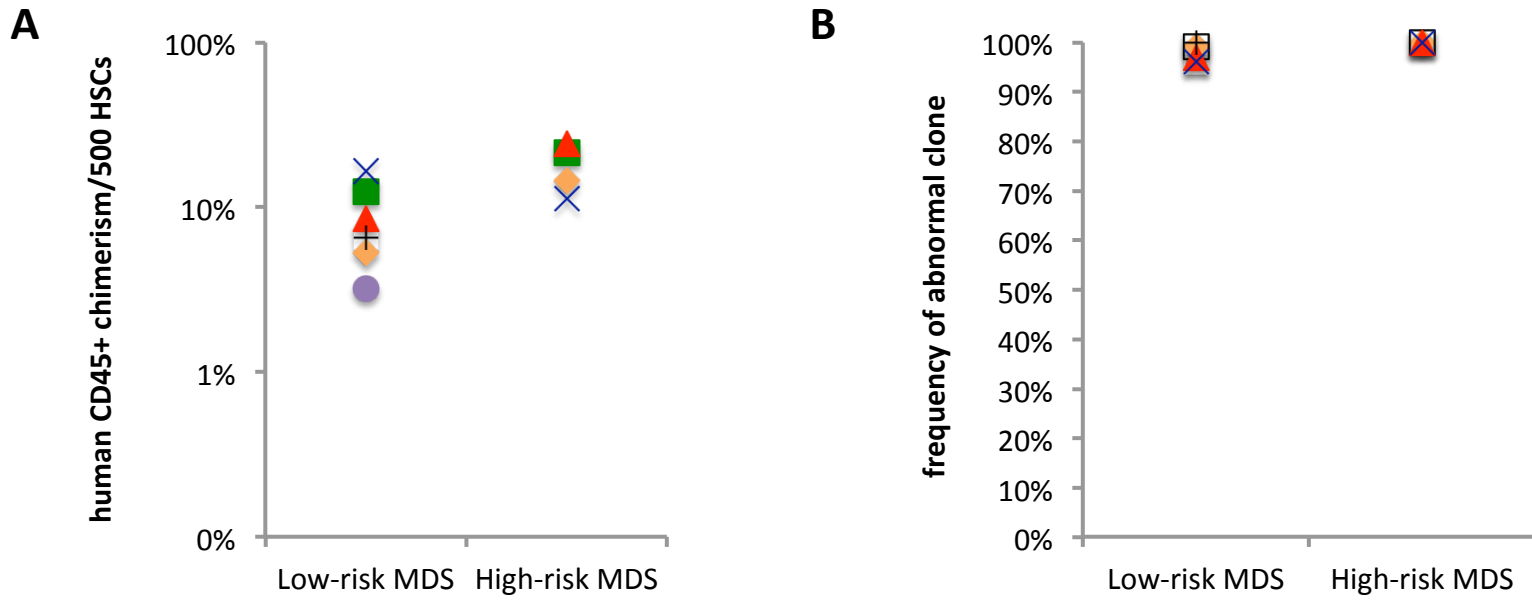 A
human CD45+ chimerism/500 HSCs
100%
10%
1%
0%
Low-risk MDS High-risk MDS
B
frequency of abnormal clone
100%
90%
80%
70%
60%
50%
40%
30%
20%
10%
0%
Low-risk MDS High-risk MDS